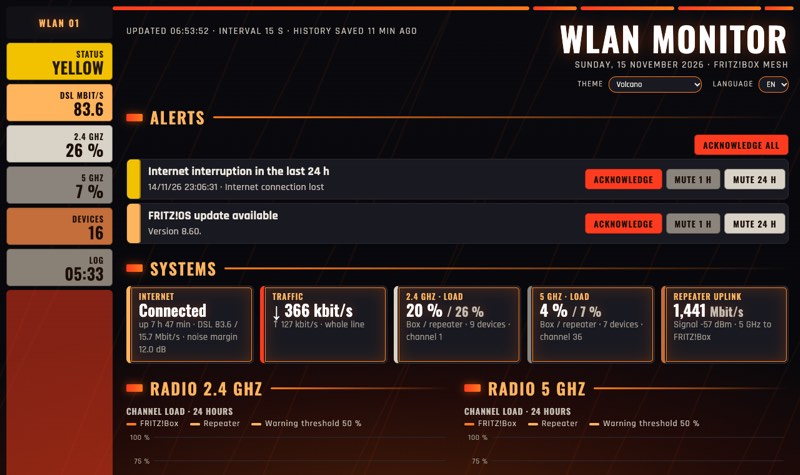 WLAN 01
STATUS
YELLOW
DSL MBIT/S
83.6
2.4 GHZ
26 %
5 GHZ
7 %
DEVICES
16
LOG
05:33
UPDATED 06:53:52 · INTERVAL 15 S · HISTORY SAVED 11 MIN AGO
WLAN MONITOR
SUNDAY, 15 NOVEMBER 2026 · FRITZ!BOX MESH
THEME Volcano LANGUAGE EN
ALERTS
ACKNOWLEDGE ALL
Internet interruption in the last 24 h
14/11/26 23:06:31 · Internet connection lost
ACKNOWLEDGE MUTE 1 H MUTE 24 H
FRITZ!OS update available
Version 8.60.
ACKNOWLEDGE MUTE 1 H MUTE 24 H
SYSTEMS
INTERNET
Connected
up 7 h 47 min · DSL 83.6 /
15.7 Mbit/s · noise margin
12.0 dB
TRAFFIC
↓ 366 kbit/s
↑ 127 kbit/s · whole line
2.4 GHZ · LOAD
20 % / 26 %
Box / repeater · 9 devices ·
channel 1
5 GHZ · LOAD
4 % / 7 %
Box / repeater · 7 devices ·
channel 36
REPEATER UPLINK
1,441 Mbit/s
Signal -57 dBm · 5 GHz to
FRITZ!Box
RADIO 2.4 GHZ
CHANNEL LOAD · 24 HOURS
FRITZ!Box Repeater Warning threshold 50 %
100 %
75 %
RADIO 5 GHZ
CHANNEL LOAD · 24 HOURS
FRITZ!Box Repeater Warning threshold 50 %
100 %
75 %